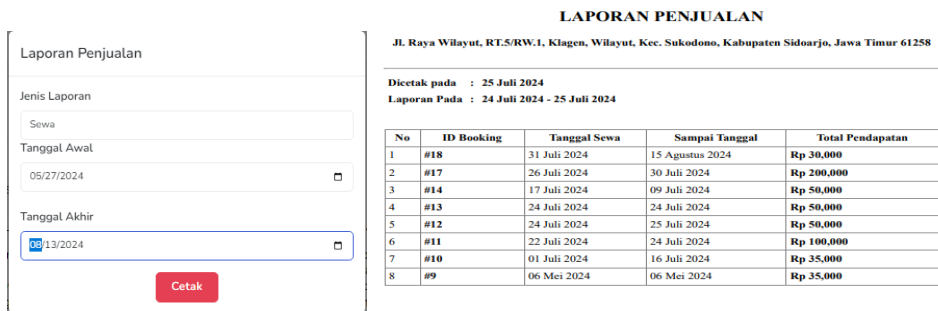 Laporan Penjualan
Jenis Laporan
Sewa
Tanggal Awal
05/27/2024
Tanggal Akhir
08/13/2024
Cetak
LAPORAN PENJUALAN
Jl. Raya Wilayut, RT.5/RW.1, Klagen, Wilayut, Kec. Sukodono, Kabupaten Sidoarjo, Jawa Timur 61258
Dicetak pada : 25 Juli 2024
Laporan Pada : 24 Juli 2024 - 25 Juli 2024
No ID Booking Tanggal Sewa Sampai Tanggal Total Pendapatan
1 #18 31 Juli 2024 15 Agustus 2024 Rp 30,000
2 #17 26 Juli 2024 30 Juli 2024 Rp 200,000
3 #14 17 Juli 2024 09 Juli 2024 Rp 50,000
4 #13 24 Juli 2024 24 Juli 2024 Rp 50,000
5 #12 24 Juli 2024 25 Juli 2024 Rp 50,000
6 #11 22 Juli 2024 24 Juli 2024 Rp 100,000
7 #10 01 Juli 2024 16 Juli 2024 Rp 35,000
8 #9 06 Mei 2024 06 Mei 2024 Rp 35,000